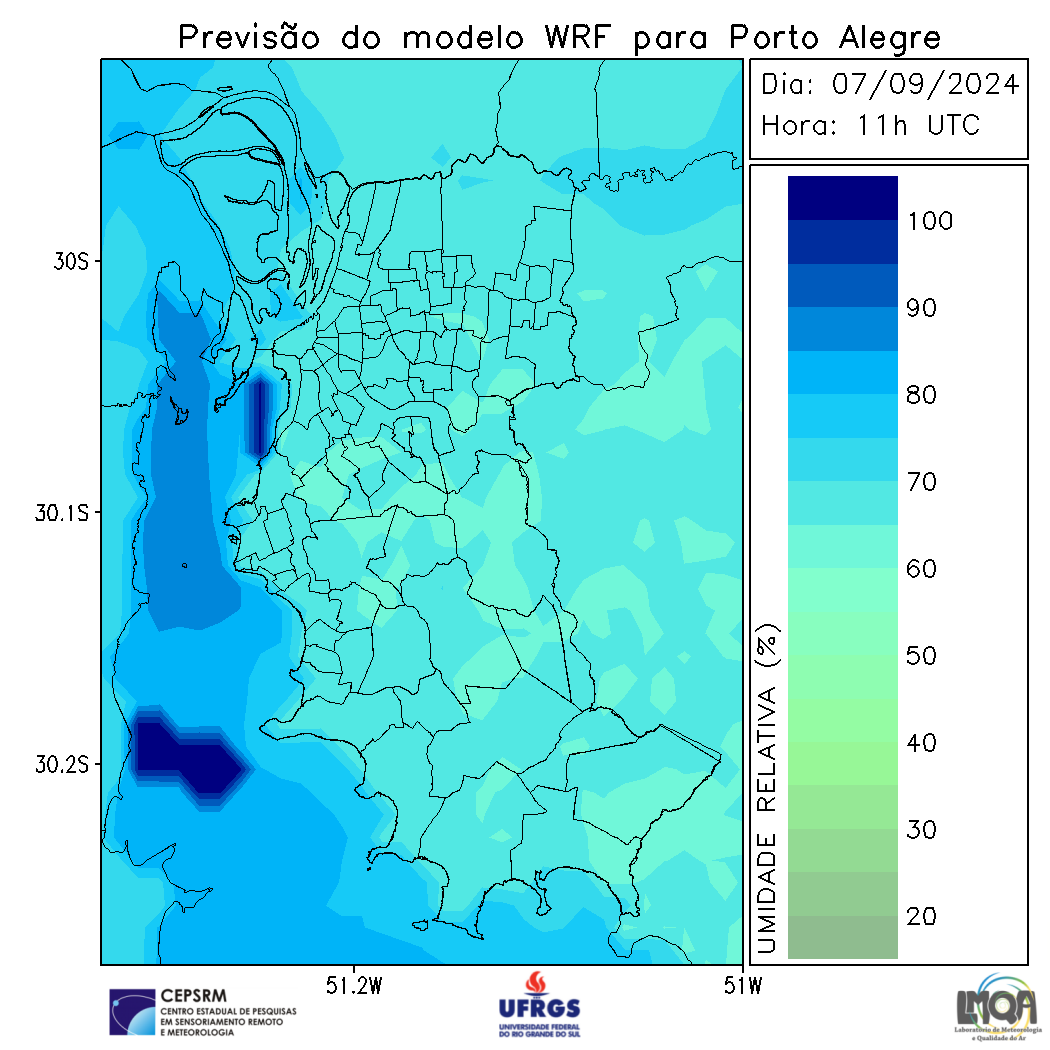 Previsão do modelo WRF para Porto Alegre
Dia: 07/09/2024
Hora: 11h UTC
30S
30.1S
30.2S
51.2W
51W
UMIDADE RELATIVA (%)
100
90
80
70
60
50
40
30
20
CEPSRM
CENTRO ESTADUAL DE PESQUISAS
EM SENSORIAMENTO REMOTO
E METEOROLOGIA
UFRGS
UNIVERSIDADE FEDERAL
DO RIO GRANDE DO SUL
LMQA
Laboratório de Meteorologia
e Qualidade do Ar